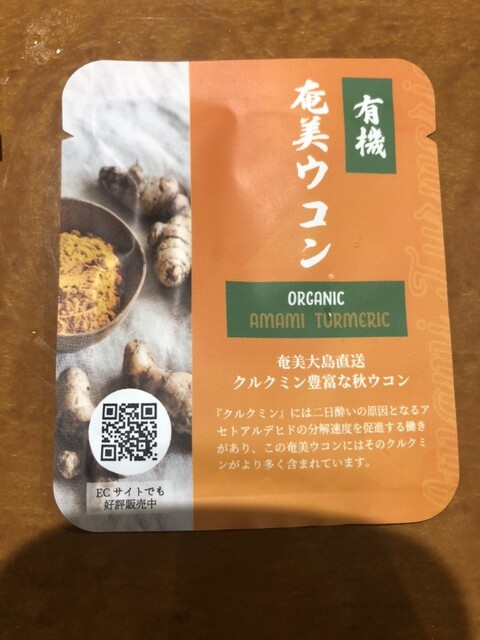 有機
奄美ウコン
ORGANIC
AMAMI TURMERIC
奄美大島直送
クルクミン豊富な秋ウコン
『クルクミン』には二日酔いの原因となるア
セトアルデヒドの分解速度を促進する働き
があり、この奄美ウコンにはそのクルクミ
ンがより多く含まれています。
ECサイトでも
好評販売中
Organic Amami Turmeric